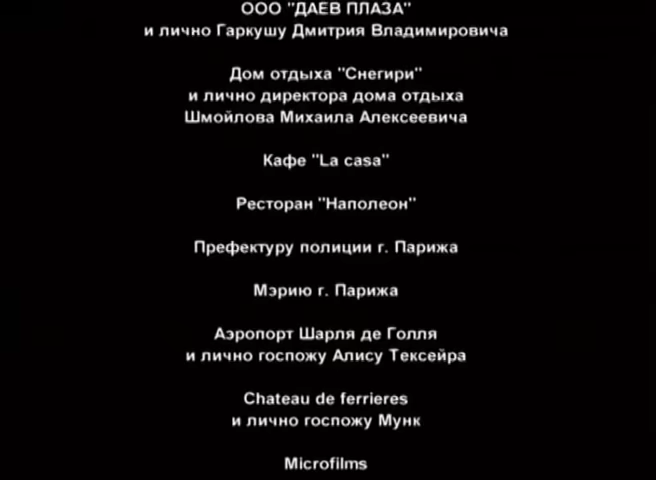 ООО "ДАЕВ ПЛАЗА"
и лично Гаркушу Дмитрия Владимировича
Дом отдыха "Снегири"
и лично директора дома отдыха
Шмойлова Михаила Алексеевича
Кафе "La casa"
Ресторан "Наполеон"
Префектуру полиции г. Парижа
Мэрию г. Парижа
Аэропорт Шарля де Голля
и лично госпожу Алису Тексейра
Chateau de ferrieres
и лично госпожу Мунк
Microfilms